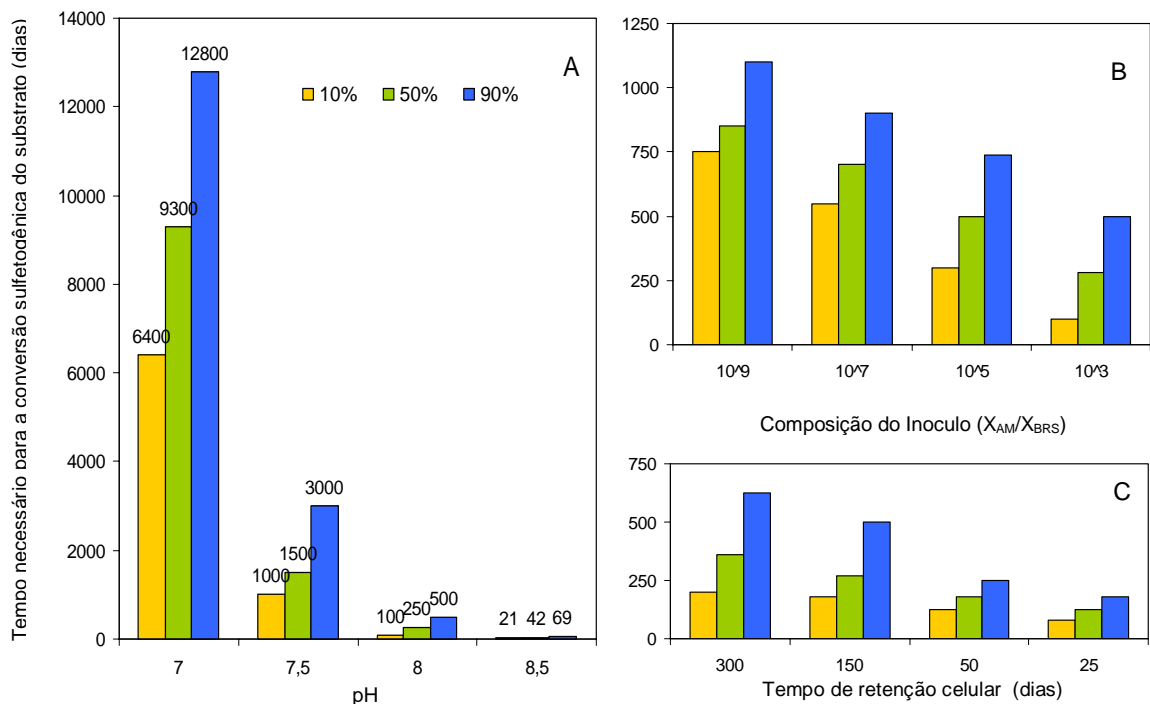 Tempo necessário para a conversão sulfetogênica do substrato (dias)
14000
12000
10000
8000
6000
4000
2000
0
A
10% 50% 90%
6400 9300 12800
1000 1500 3000
100 250 500
21 42 69
7 7,5 8 8,5
pH
B
1250
1000
750
500
250
0
10^9 10^7 10^5 10^3
Composição do Inoculo (X_AM/X_BRS)
C
750
500
250
0
300 150 50 25
Tempo de retenção celular (dias)